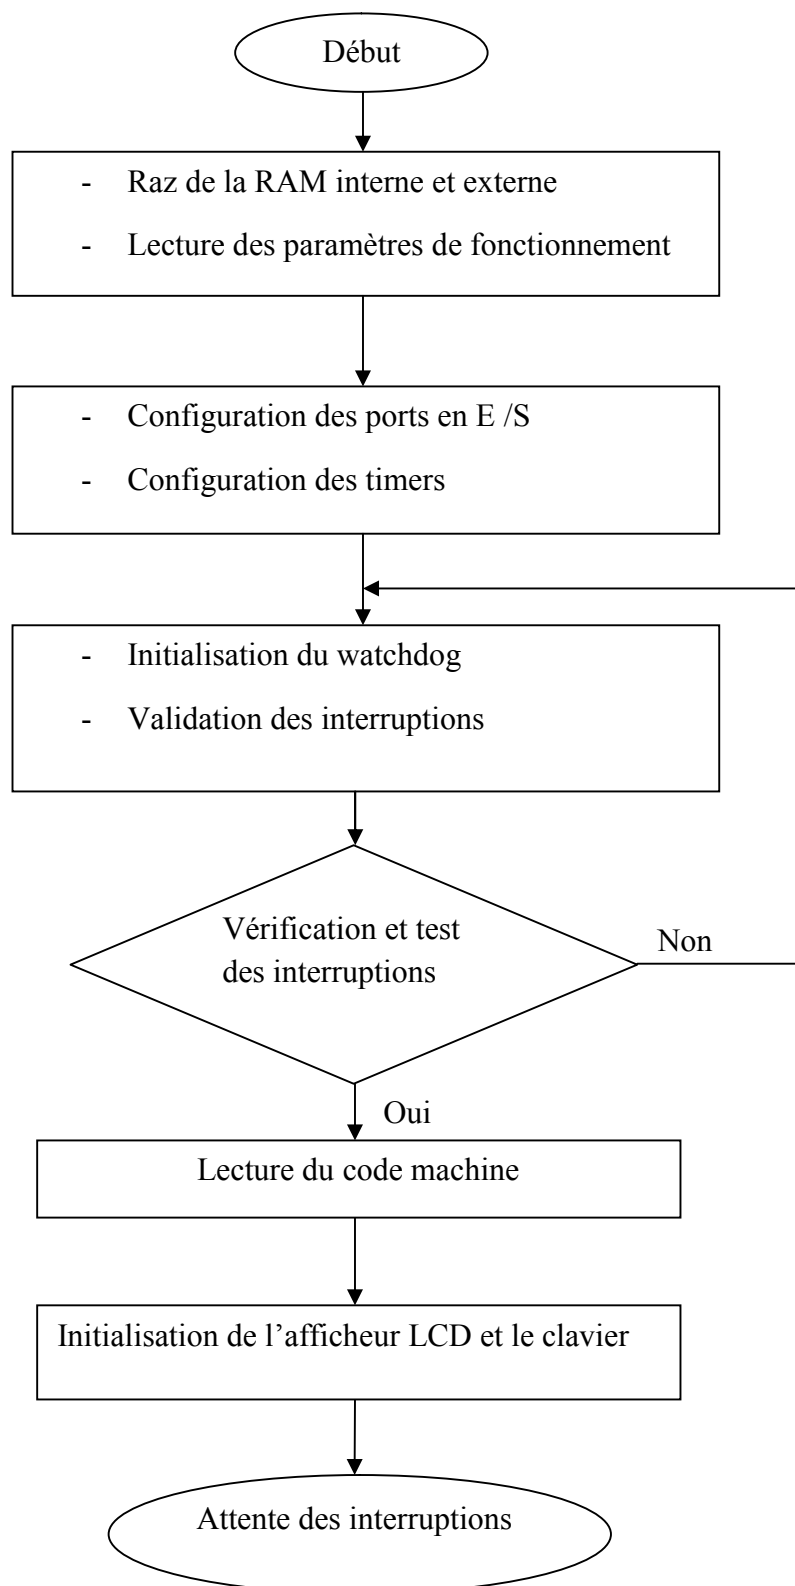 Début
- Raz de la RAM interne et externe
- Lecture des paramètres de fonctionnement
- Configuration des ports en E /S
- Configuration des timers
- Initialisation du watchdog
- Validation des interruptions
Vérification et test
des interruptions
Non
Oui
Lecture du code machine
Initialisation de l’afficheur LCD et le clavier
Attente des interruptions